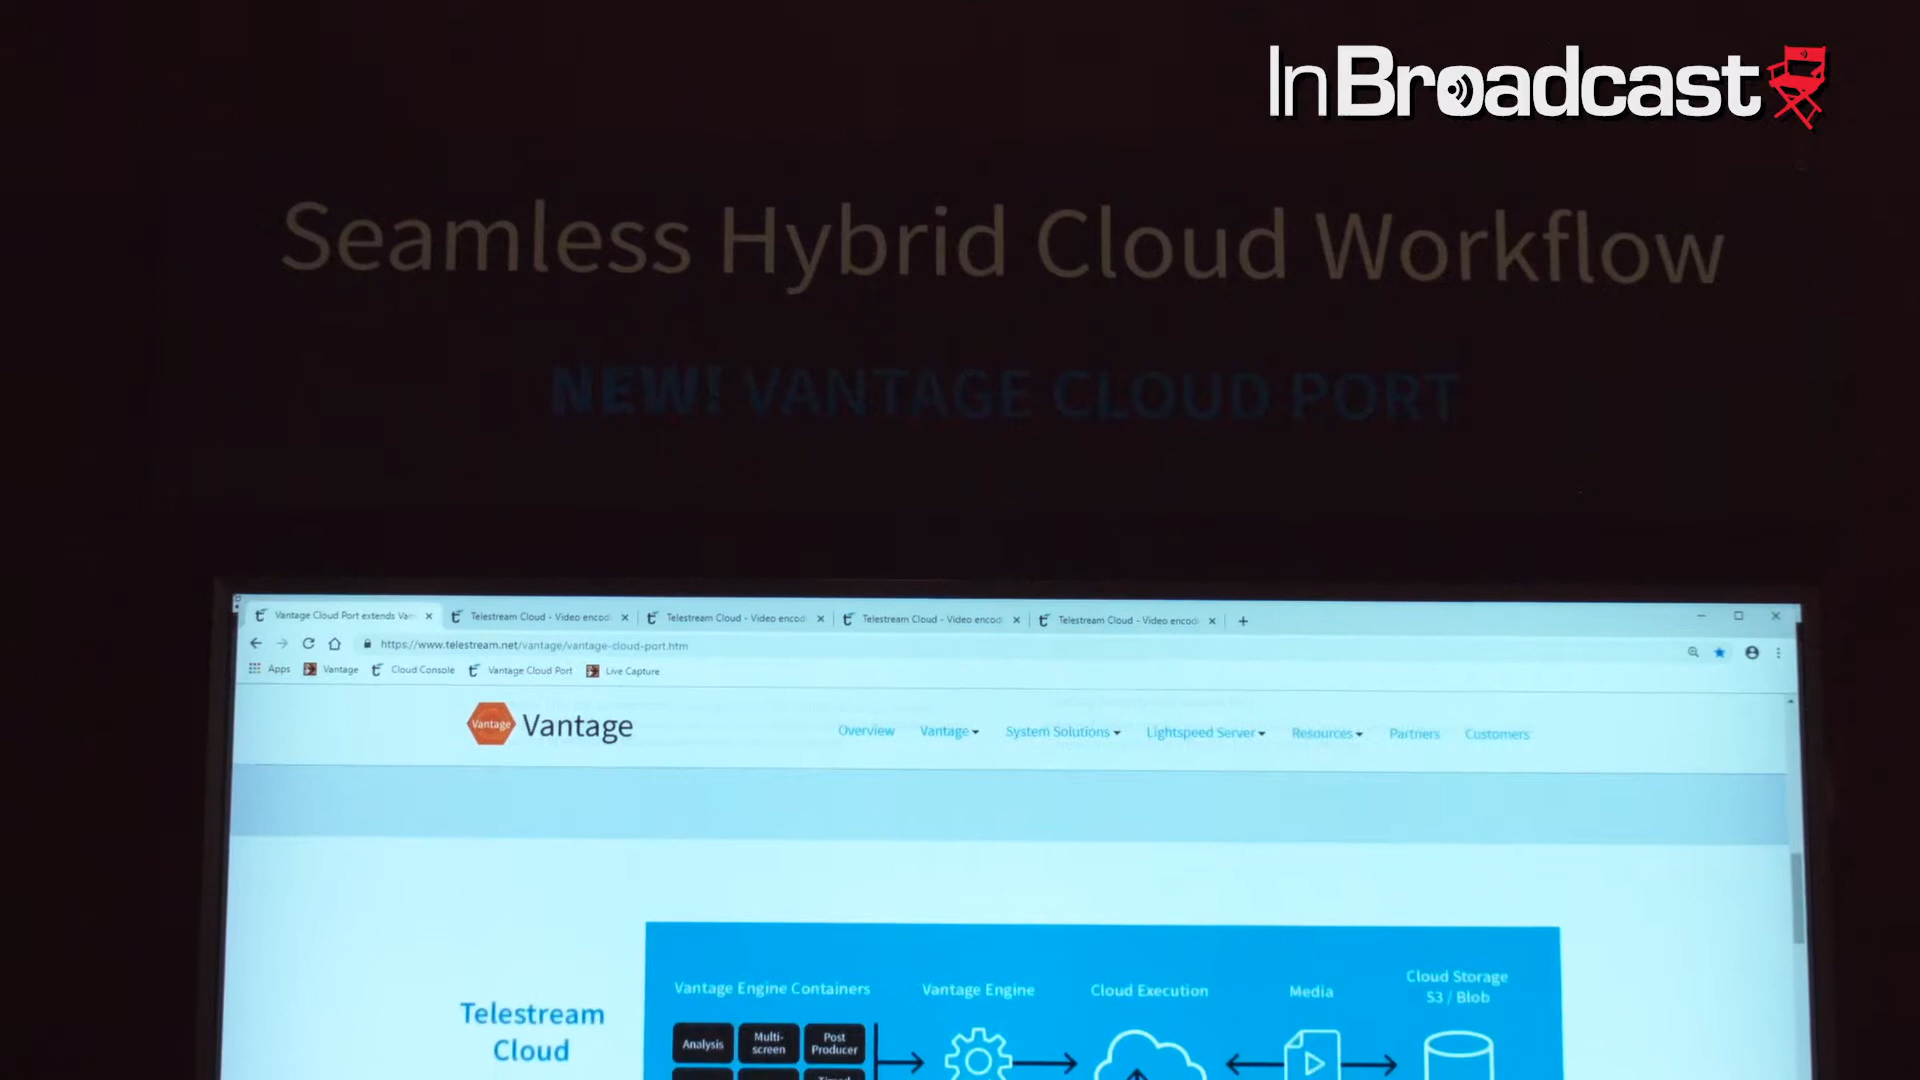 InBroadcast
Seamless Hybrid Cloud Workflow
NEW! VANTAGE CLOUD PORT
Vantage Cloud Port extends Van
Telestream Cloud - Video encod
Telestream Cloud - Video encod
Telestream Cloud - Video encod
Telestream Cloud - Video encod
https://www.telestream.net/vantage/vantage-cloud-port.htm
Apps
Vantage
Cloud Console
Vantage Cloud Port
Live Capture
Vantage
Vantage
Overview
Vantage
System Solutions
Lightspeed Server
Resources
Partners
Customers
Telestream
Cloud
Vantage Engine Containers
Vantage Engine
Cloud Execution
Media
Cloud Storage
S3 / Blob
Analysis
Multi-
screen
Post
Producer